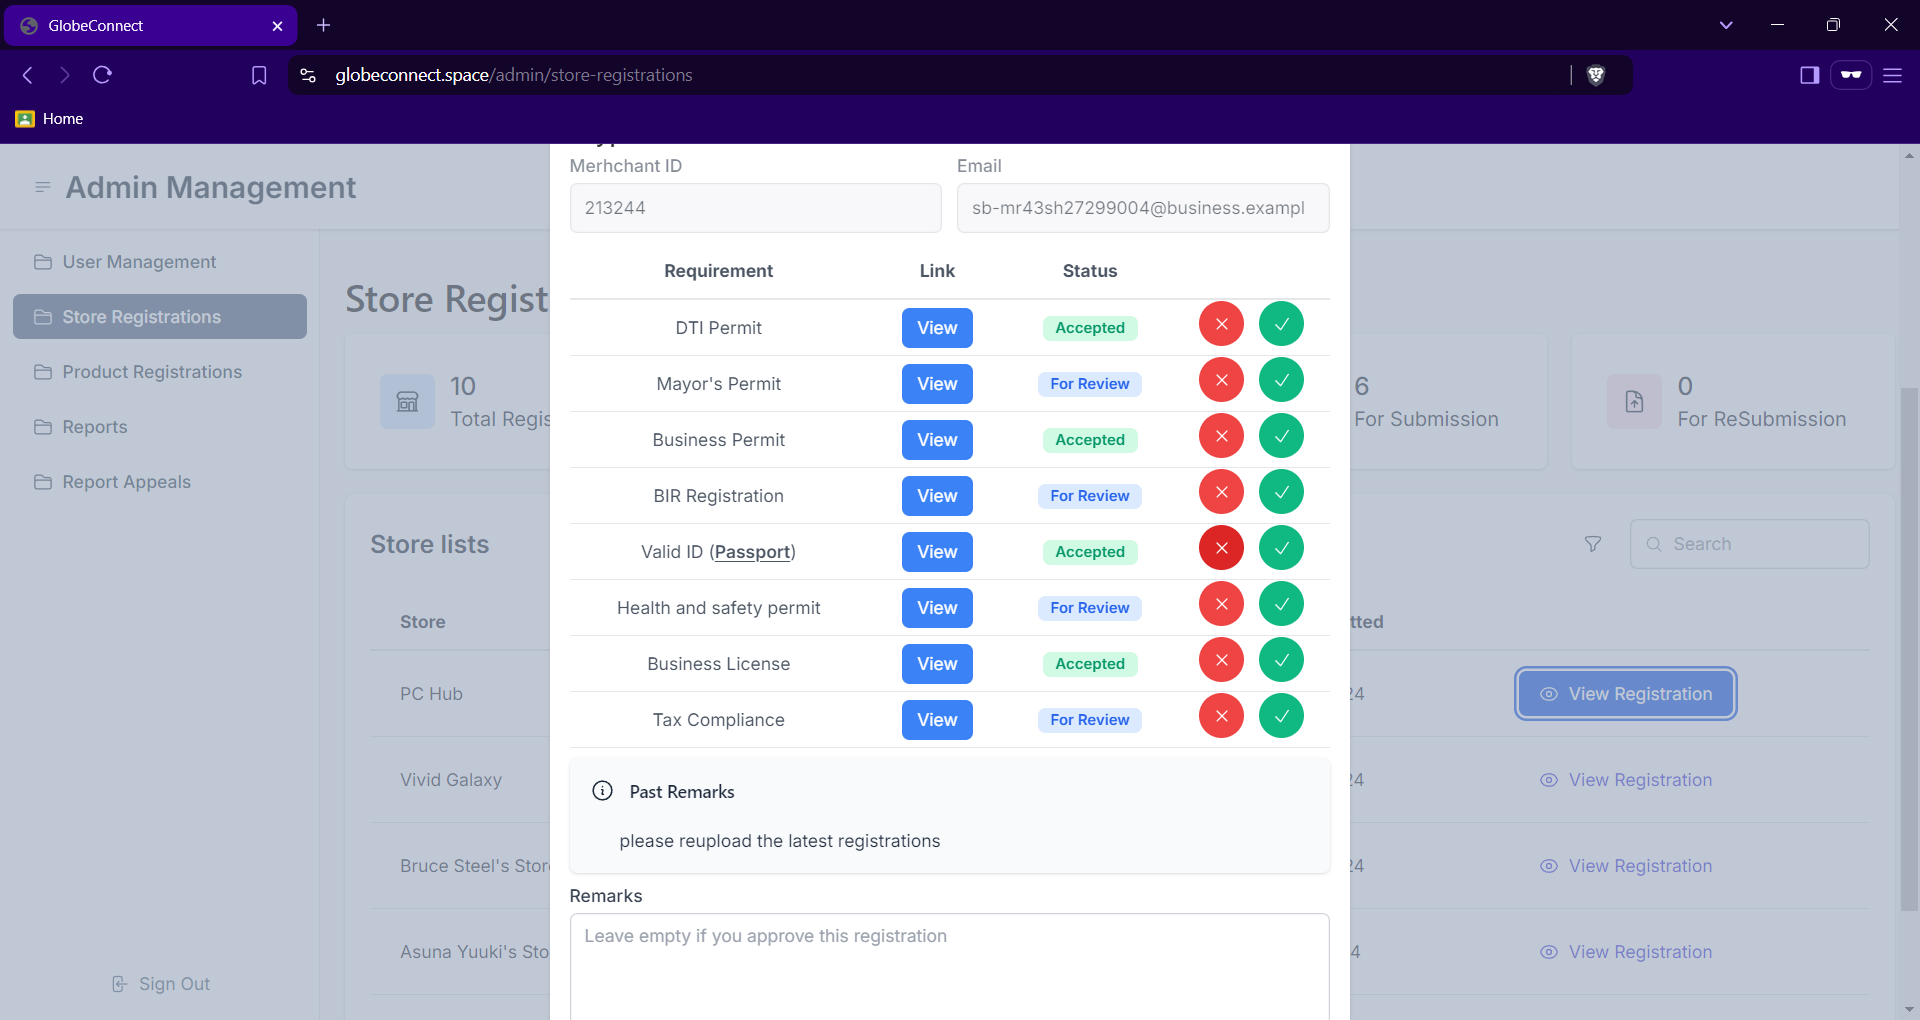 GlobeConnect
globeconnect.space/admin/store-registrations
Home
Admin Management
User Management
Store Registrations
Product Registrations
Reports
Report Appeals
Sign Out
Store Regist
10
Total Regis
6
For Submission
0
For ReSubmission
Store lists
Search
Store
tted
PC Hub
24
View Registration
Vivid Galaxy
24
View Registration
Bruce Steel's Store
24
View Registration
Asuna Yuuki's Sto
4
View Registration
Merhchant ID
Email
213244
sb-mr43sh27299004@business.exampl
Requirement Link Status
DTI Permit View Accepted
Mayor's Permit View For Review
Business Permit View Accepted
BIR Registration View For Review
Valid ID (Passport) View Accepted
Health and safety permit View For Review
Business License View Accepted
Tax Compliance View For Review
Past Remarks
please reupload the latest registrations
Remarks
Leave empty if you approve this registration